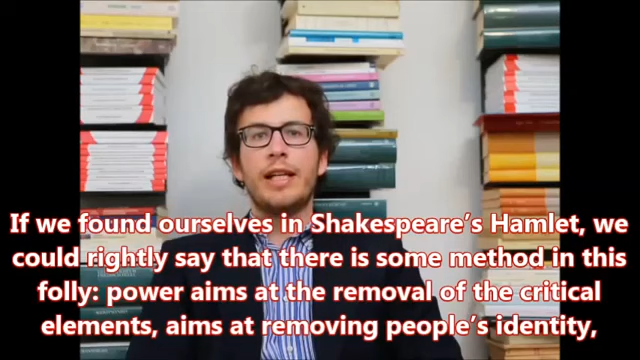 If we found ourselves in Shakespeare’s Hamlet, we
could rightly say that there is some method in this
folly: power aims at the removal of the critical
elements, aims at removing people’s identity,